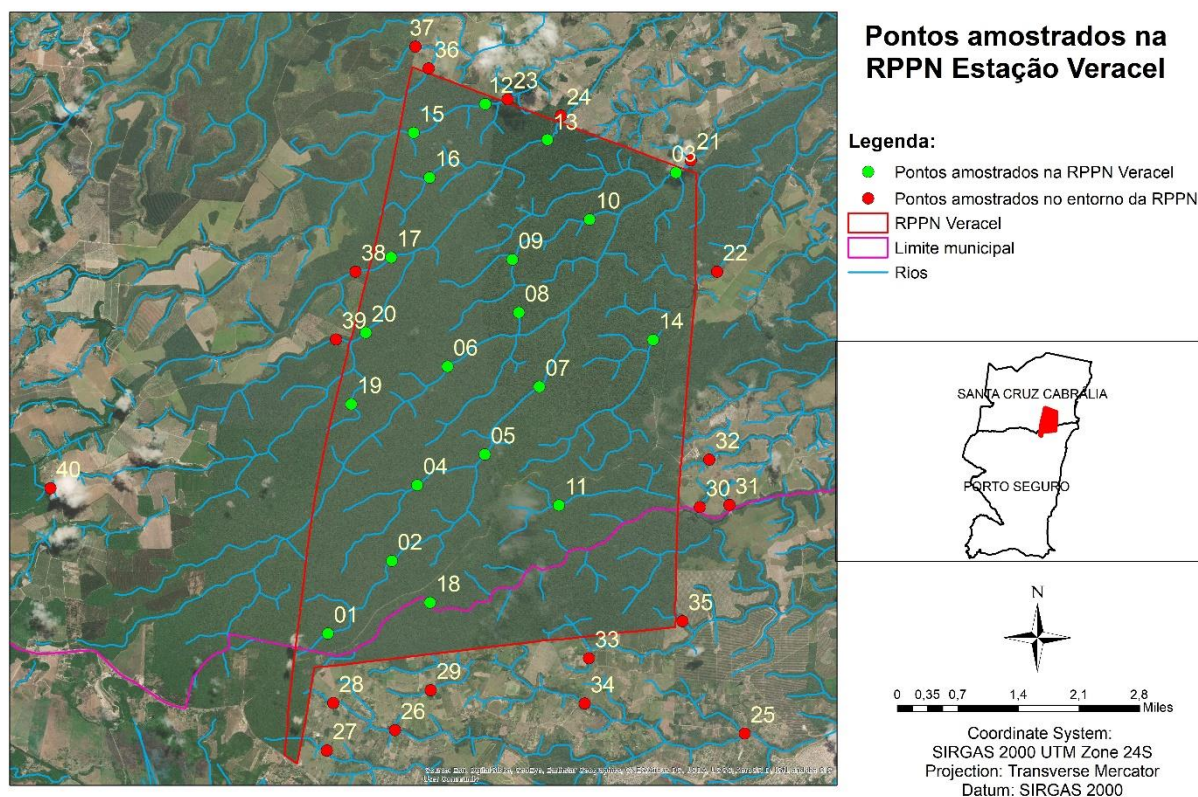 Pontos amostrados na
RPPN Estação Veracel
Legenda:
Pontos amostrados na RPPN Veracel
Pontos amostrados no entorno da RPPN
RPPN Veracel
Limite municipal
Rios
SANTA CRUZ CABRÁLIA
PORTO SEGURO
N
0 0,35 0,7 1,4 2,1 2,8
Miles
Coordinate System:
SIRGAS 2000 UTM Zone 24S
Projection: Transverse Mercator
Datum: SIRGAS 2000
37
36
12
23
24
15
13
21
03
16
10
17
09
38
22
08
20
39
14
06
07
19
05
32
40
04
11
30
31
02
18
01
35
33
29
28
34
26
25
27
User Community